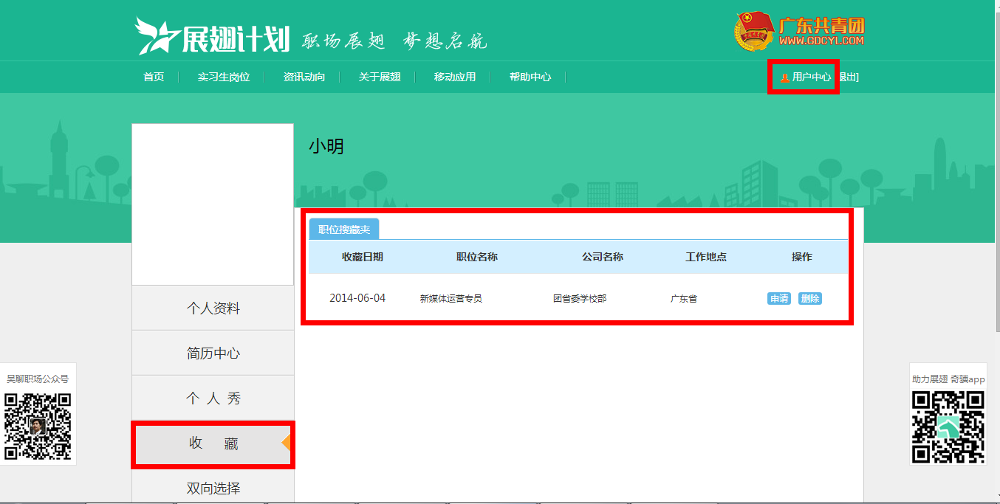 展翅计划 职场展翅 梦想启航
广东共青团
WWW.GDCYL.COM
首页 实习生岗位 资讯动向 关于展翅 移动应用 帮助中心 用户中心 退出]
小明
职位搜藏夹
收藏日期 职位名称 公司名称 工作地点 操作
2014-06-04 新媒体运营专员 团省委学校部 广东省 申请 删除
个人资料
简历中心
个 人 秀
收 藏
双向选择
吴聊职场公众号
助力展翅 奇骥app